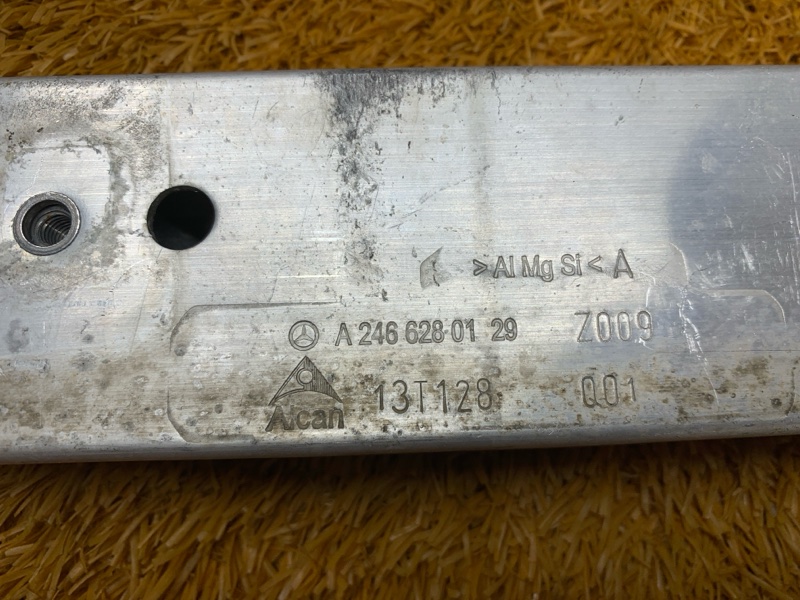 >Al Mg Si< A
A 246 628 01 29 Z009
Alcan 13T128 Q01